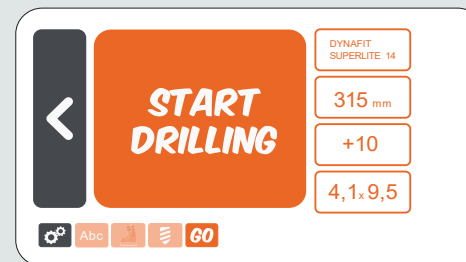 START
DRILLING
DYNAFIT
SUPERLITE 14
315 mm
+10
4,1x9,5
Abc
GO